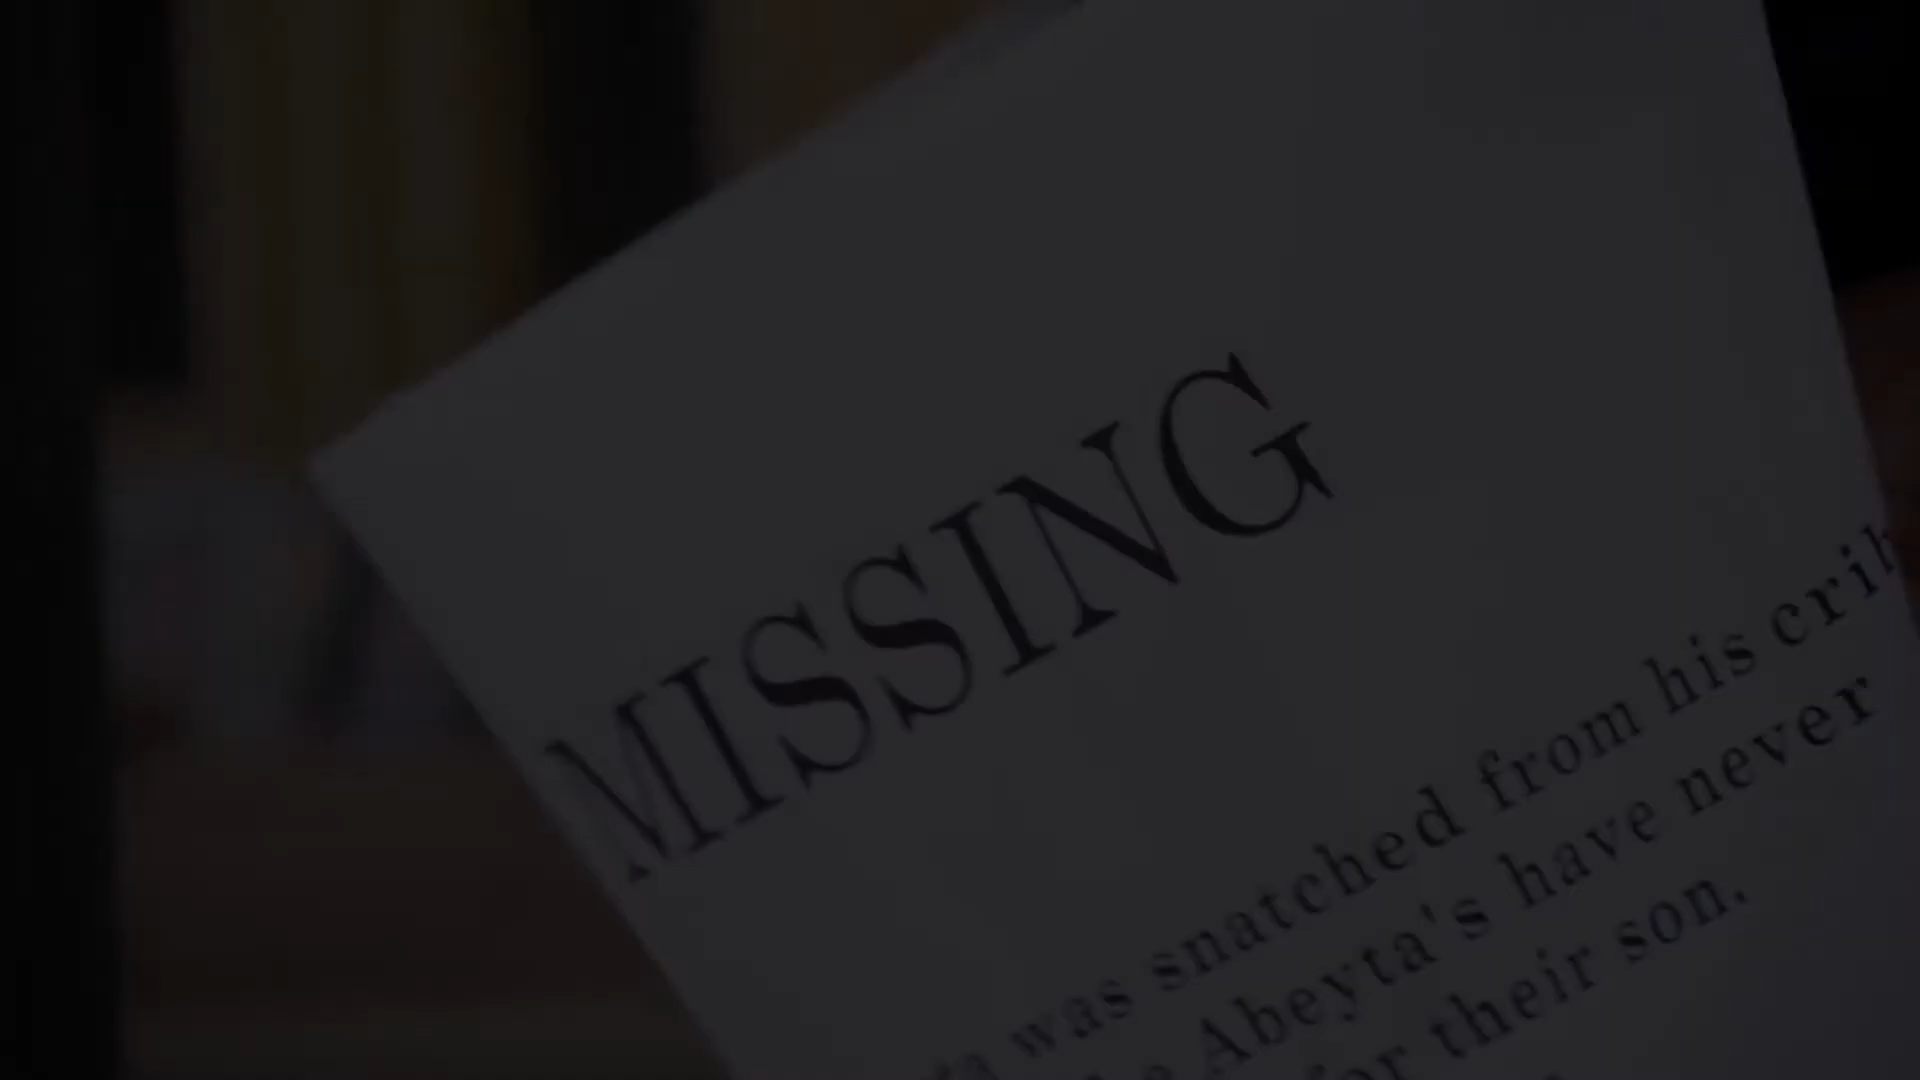 MISSING
was snatched from his crib
Abeyta's have never
for their son.